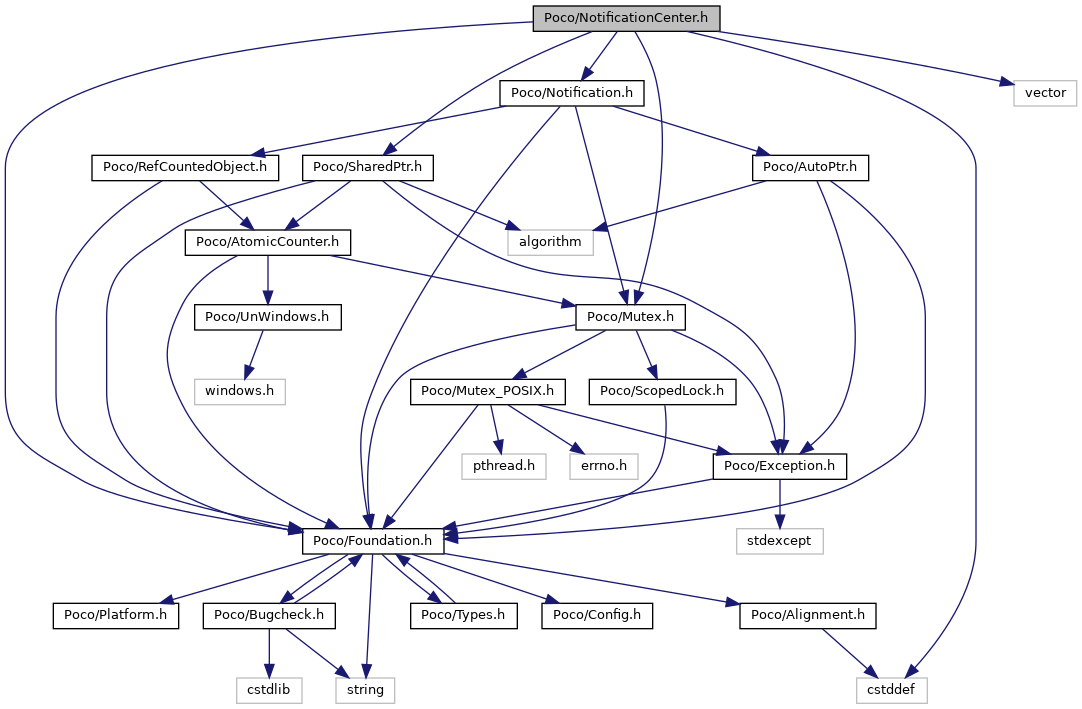 Poco/NotificationCenter.h
Poco/Notification.h
vector
Poco/RefCountedObject.h
Poco/SharedPtr.h
Poco/AutoPtr.h
Poco/AtomicCounter.h
algorithm
Poco/UnWindows.h
Poco/Mutex.h
windows.h
Poco/Mutex_POSIX.h
Poco/ScopedLock.h
pthread.h
errno.h
Poco/Exception.h
Poco/Foundation.h
stdexcept
Poco/Platform.h
Poco/Bugcheck.h
Poco/Types.h
Poco/Config.h
Poco/Alignment.h
cstdlib
string
cstddef